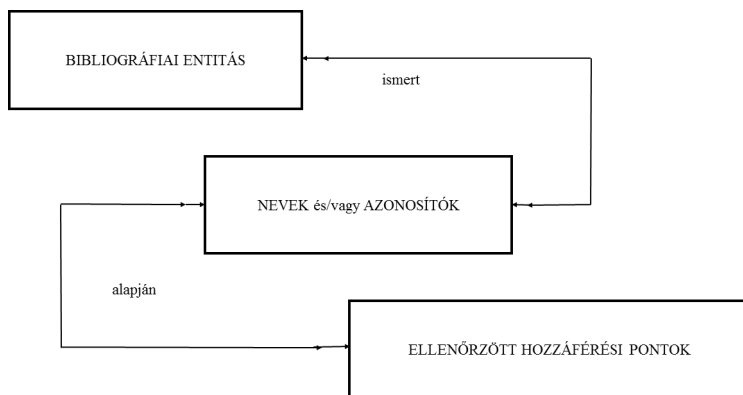 BIBLIOGRÁFIAI ENTITÁS
ismert
NEVEK és/vagy AZONOSÍTÓK
alapján
ELLENŐRZÖTT HOZZÁFÉRÉSI PONTOK